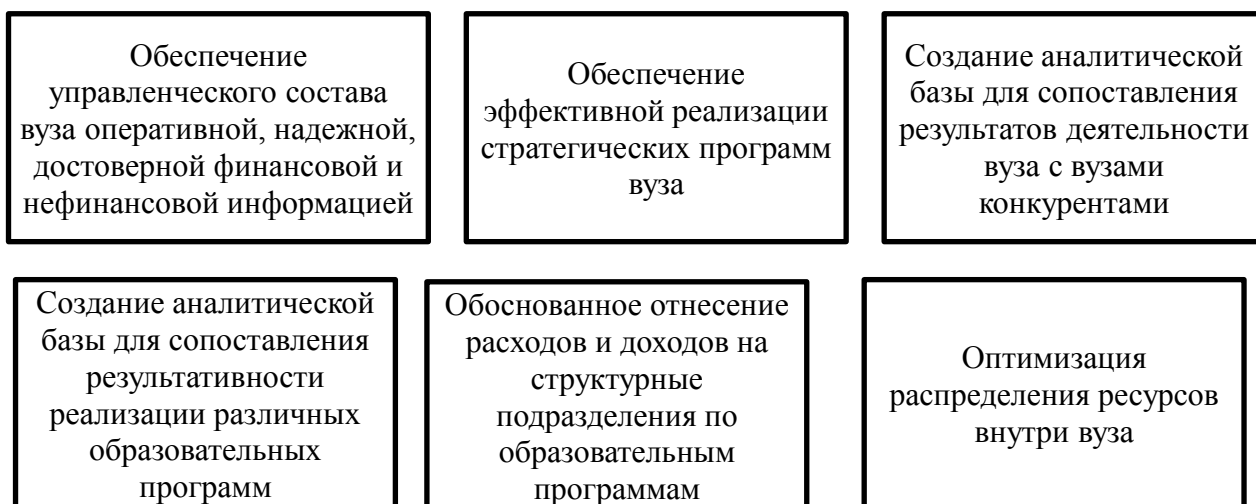 Обеспечение
управленческого состава
вуза оперативной, надежной,
достоверной финансовой и
нефинансовой информацией
Обеспечение
эффективной реализации
стратегических программ
вуза
Создание аналитической
базы для сопоставления
результатов деятельности
вуза с вузами
конкурентами
Создание аналитической
базы для сопоставления
результативности
реализации различных
образовательных
программ
Обоснованное отнесение
расходов и доходов на
структурные
подразделения по
образовательным
программам
Оптимизация
распределения ресурсов
внутри вуза